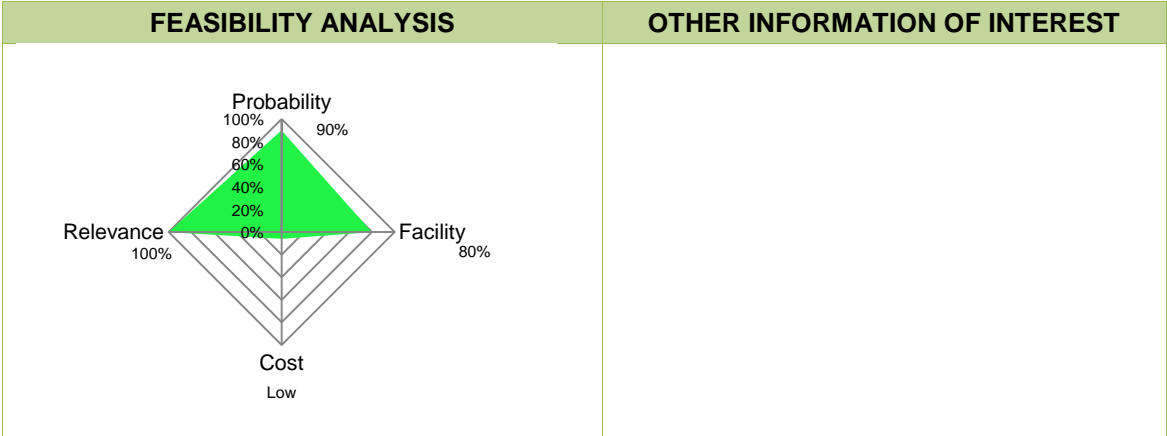 FEASIBILITY ANALYSIS
OTHER INFORMATION OF INTEREST
Probability
100%
90%
80%
60%
40%
20%
0%
Relevance
100%
Facility
80%
Cost
Low